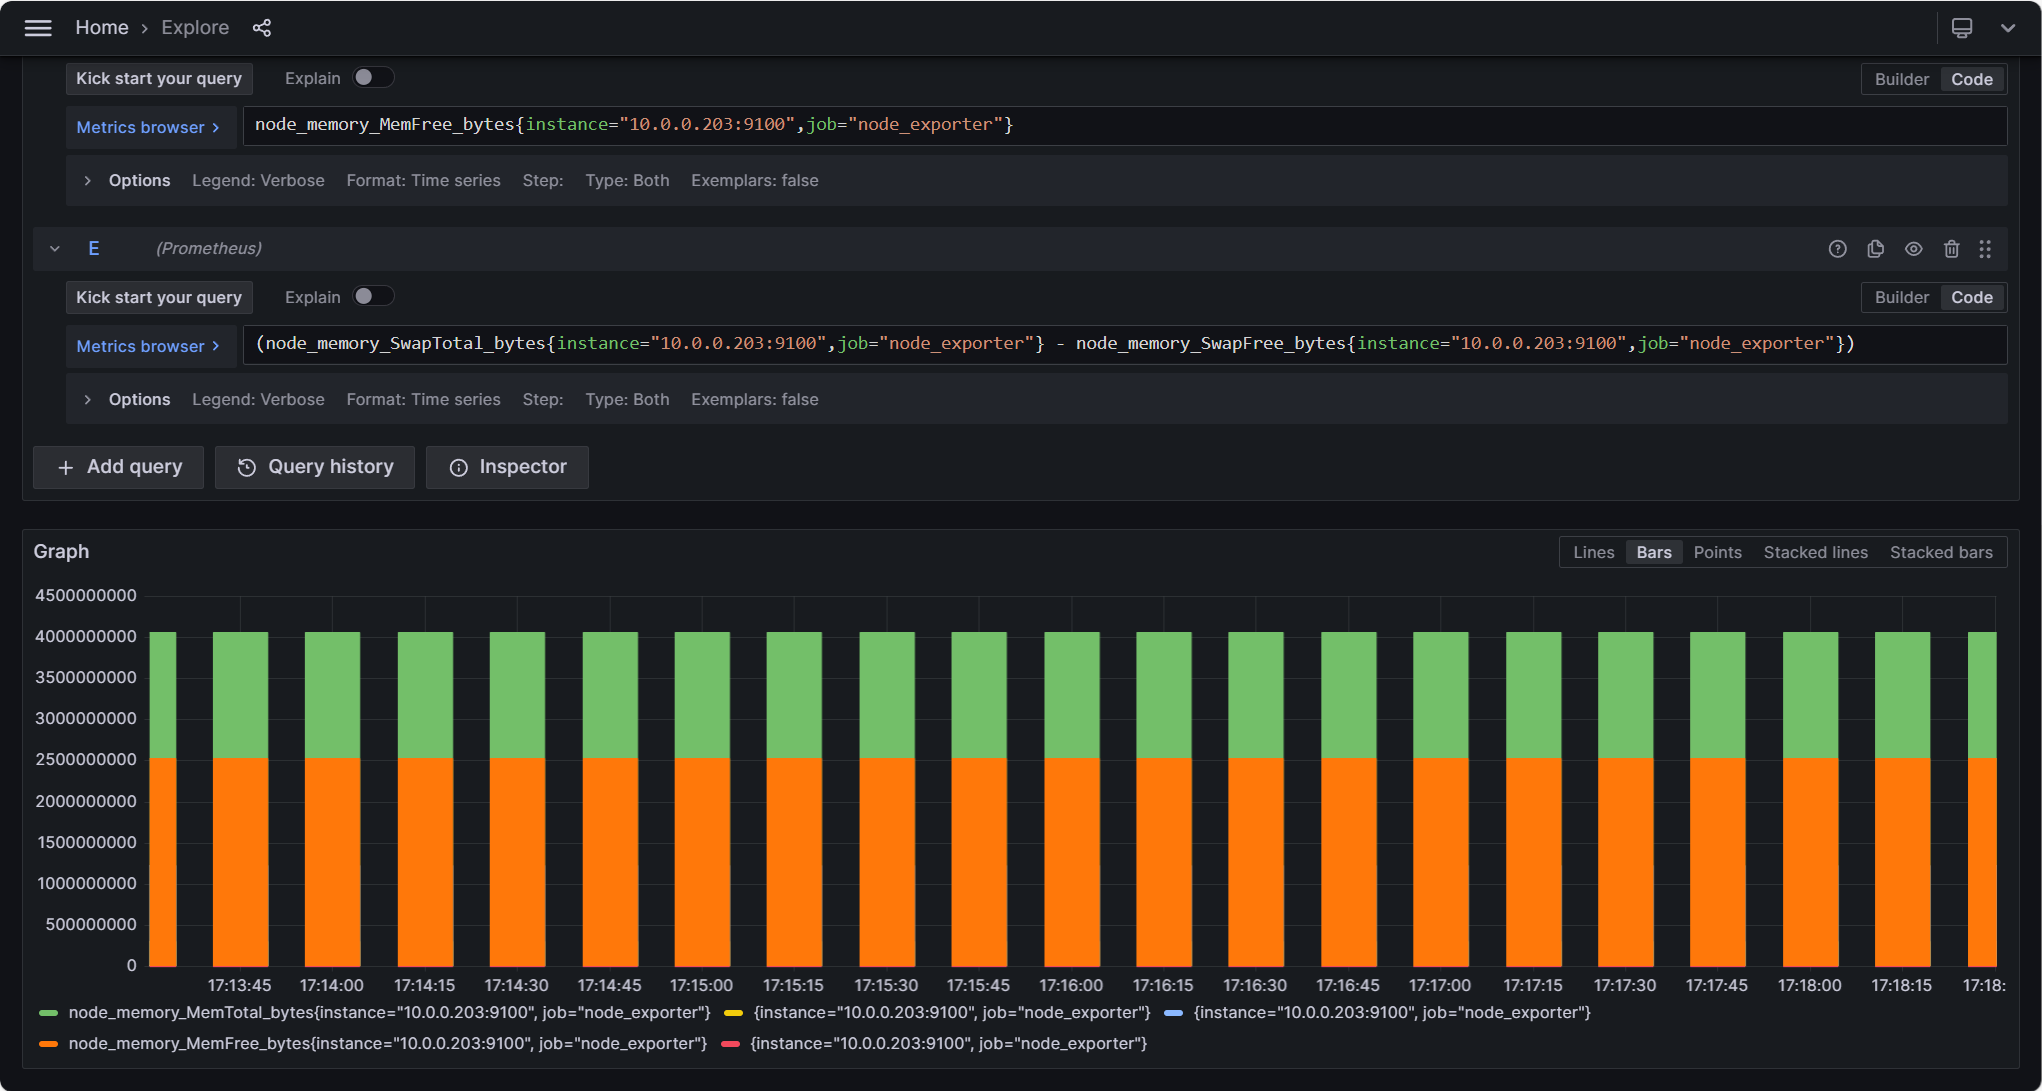 Home › Explore
Kick start your query Explain Builder Code
Metrics browser > node_memory_MemFree_bytes{instance="10.0.0.203:9100",job="node_exporter"}
> Options Legend: Verbose Format: Time series Step: Type: Both Exemplars: false
E (Prometheus)
Kick start your query Explain Builder Code
Metrics browser > (node_memory_SwapTotal_bytes{instance="10.0.0.203:9100",job="node_exporter"} - node_memory_SwapFree_bytes{instance="10.0.0.203:9100",job="node_exporter"})
> Options Legend: Verbose Format: Time series Step: Type: Both Exemplars: false
+ Add query Query history Inspector
Graph Lines Bars Points Stacked lines Stacked bars
4500000000
4000000000
3500000000
3000000000
2500000000
2000000000
1500000000
1000000000
500000000
0
17:13:45 17:14:00 17:14:15 17:14:30 17:14:45 17:15:00 17:15:15 17:15:30 17:15:45 17:16:00 17:16:15 17:16:30 17:16:45 17:17:00 17:17:15 17:17:30 17:17:45 17:18:00 17:18:15 17:18:
node_memory_MemTotal_bytes{instance="10.0.0.203:9100", job="node_exporter"} {instance="10.0.0.203:9100", job="node_exporter"} {instance="10.0.0.203:9100", job="node_exporter"}
node_memory_MemFree_bytes{instance="10.0.0.203:9100", job="node_exporter"} {instance="10.0.0.203:9100", job="node_exporter"}